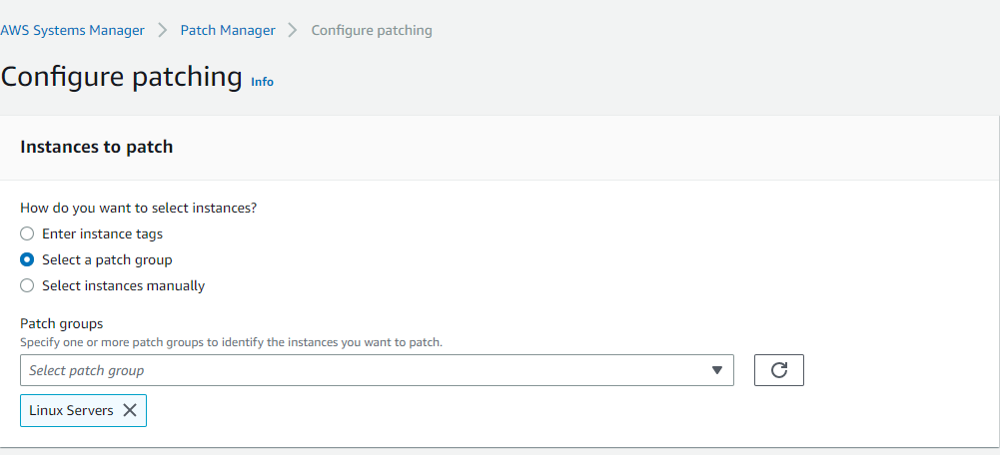 AWS Systems Manager > Patch Manager > Configure patching
Configure patching Info
Instances to patch
How do you want to select instances?
Enter instance tags
Select a patch group
Select instances manually
Patch groups
Specify one or more patch groups to identify the instances you want to patch.
Select patch group
Linux Servers